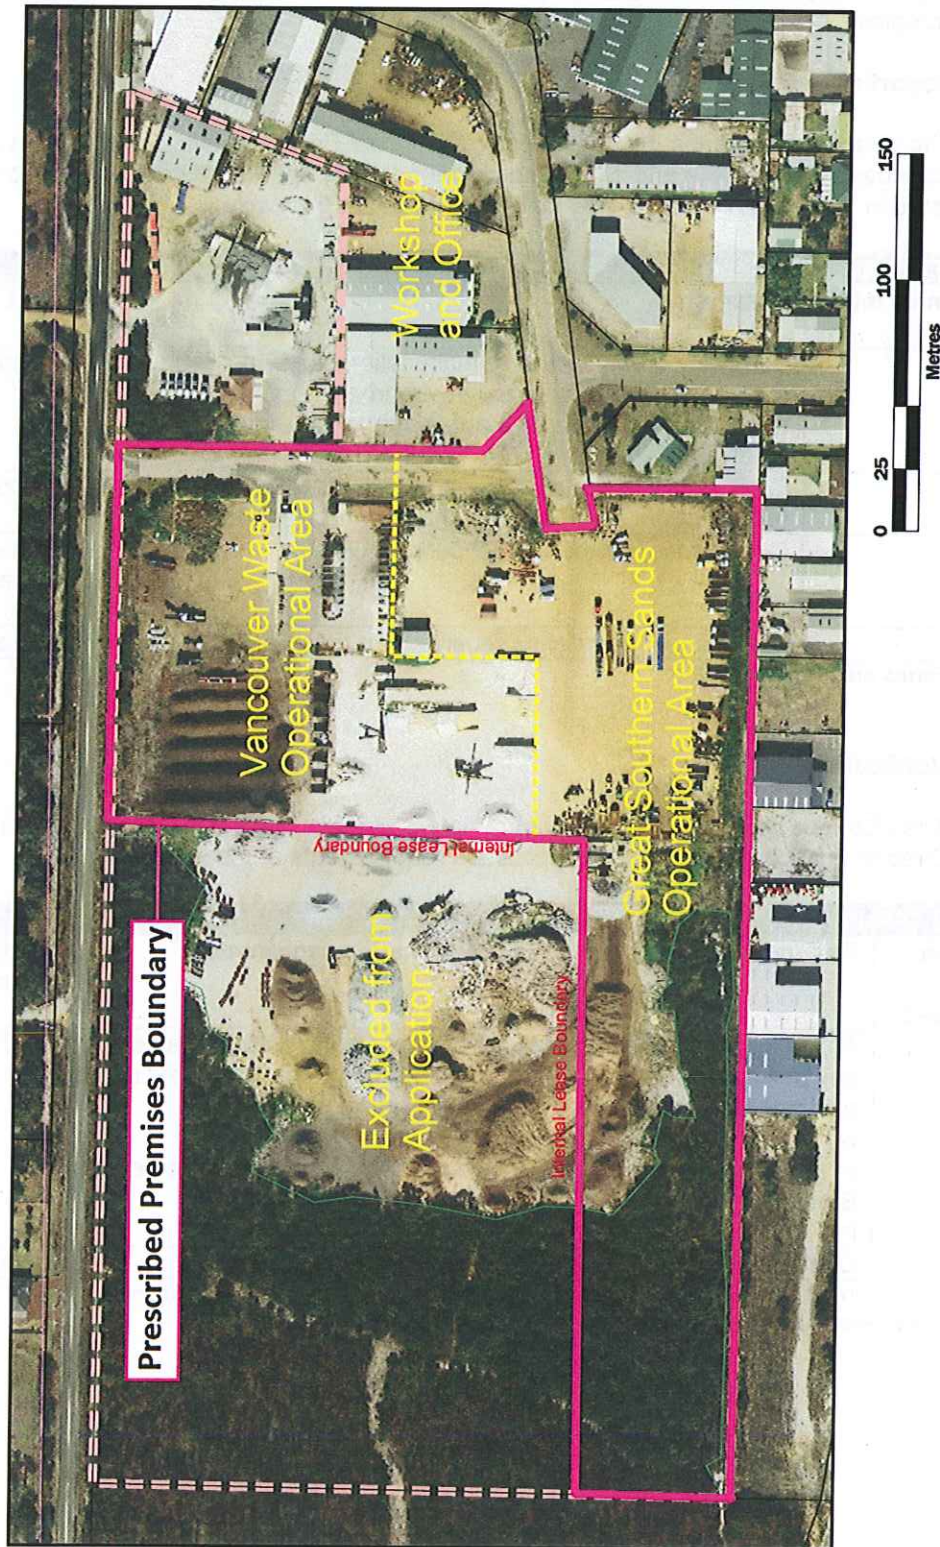 Prescribed Premises Boundary
Vancouver Waste
Operational Area
Workshop
and Office
Excluded from
Application
Internal Lease Boundary
Internal Lease Boundary
Great Southern Sands
Operational Area
0 25 100 150
Metres